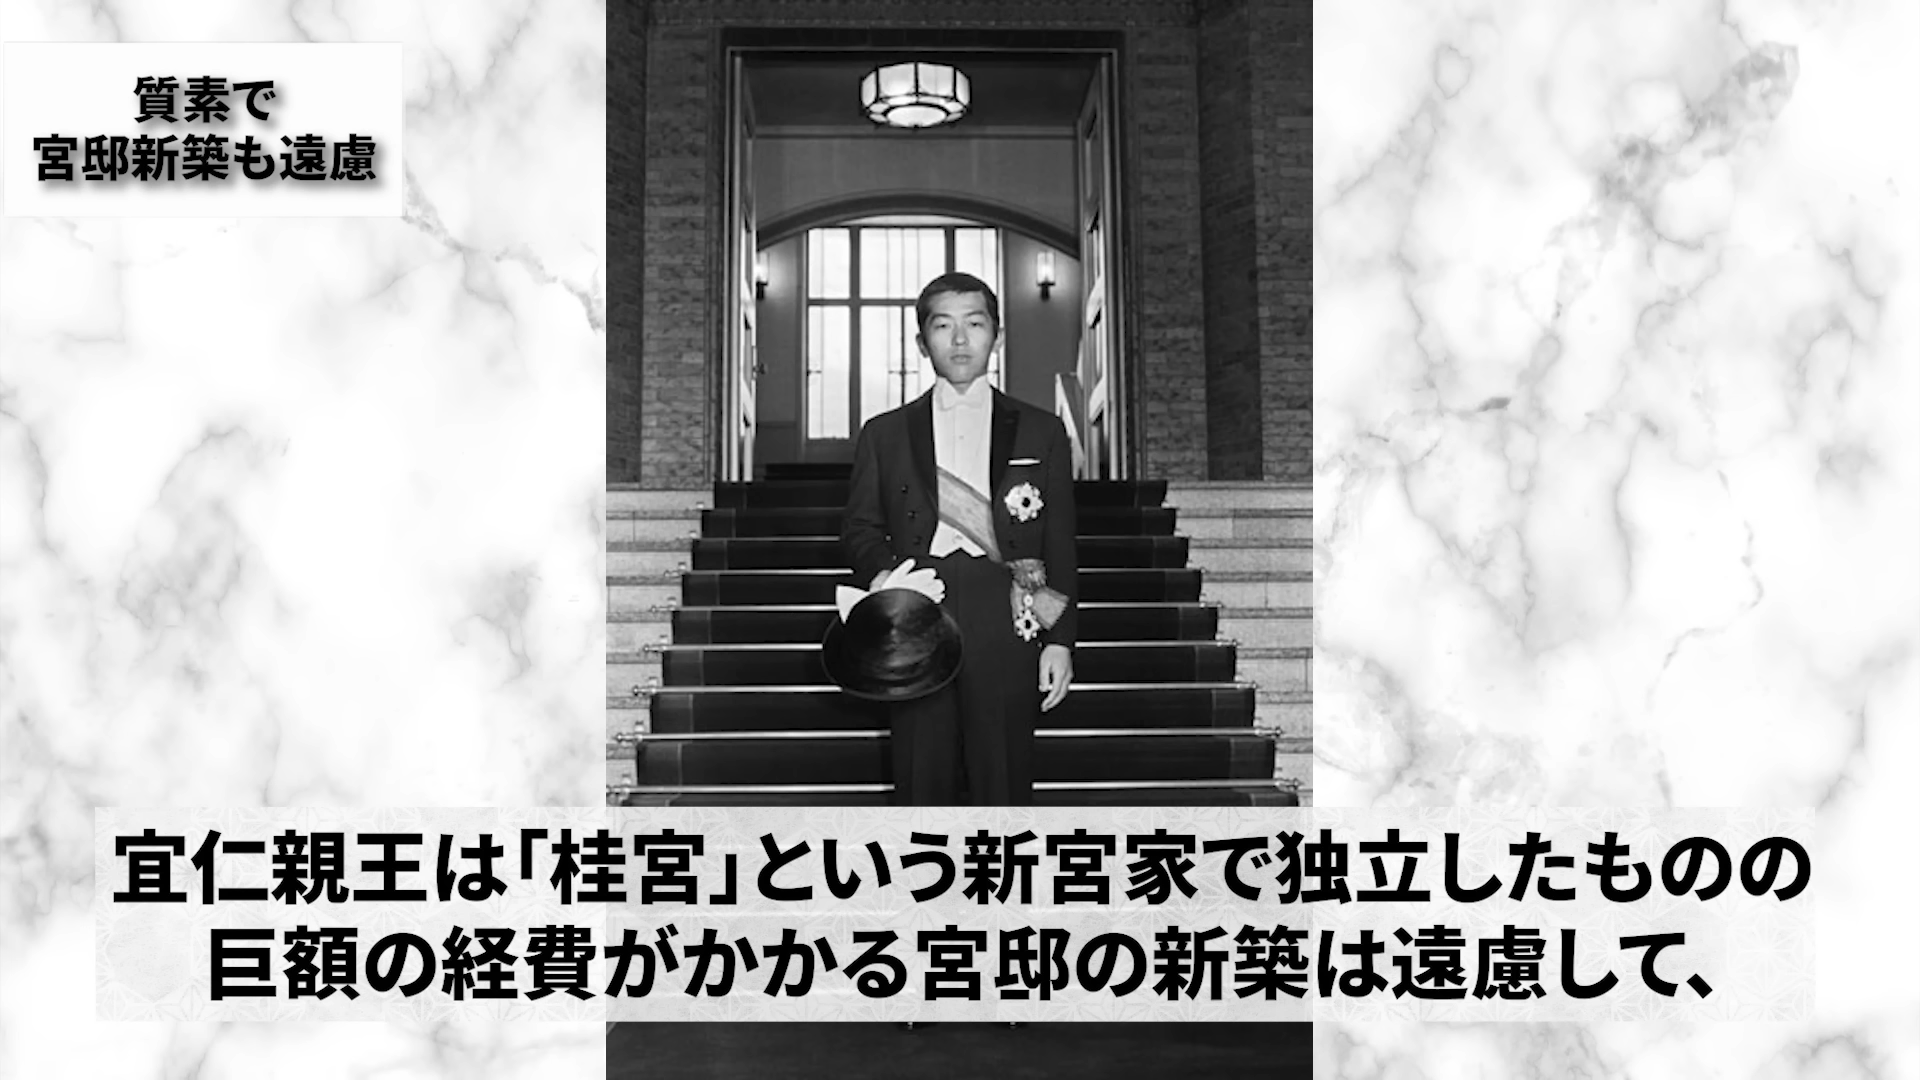 質素で
宮邸新築も遠慮
宜仁親王は「桂宮」という新宮家で独立したものの
巨額の経費がかかる宮邸の新築は遠慮して、